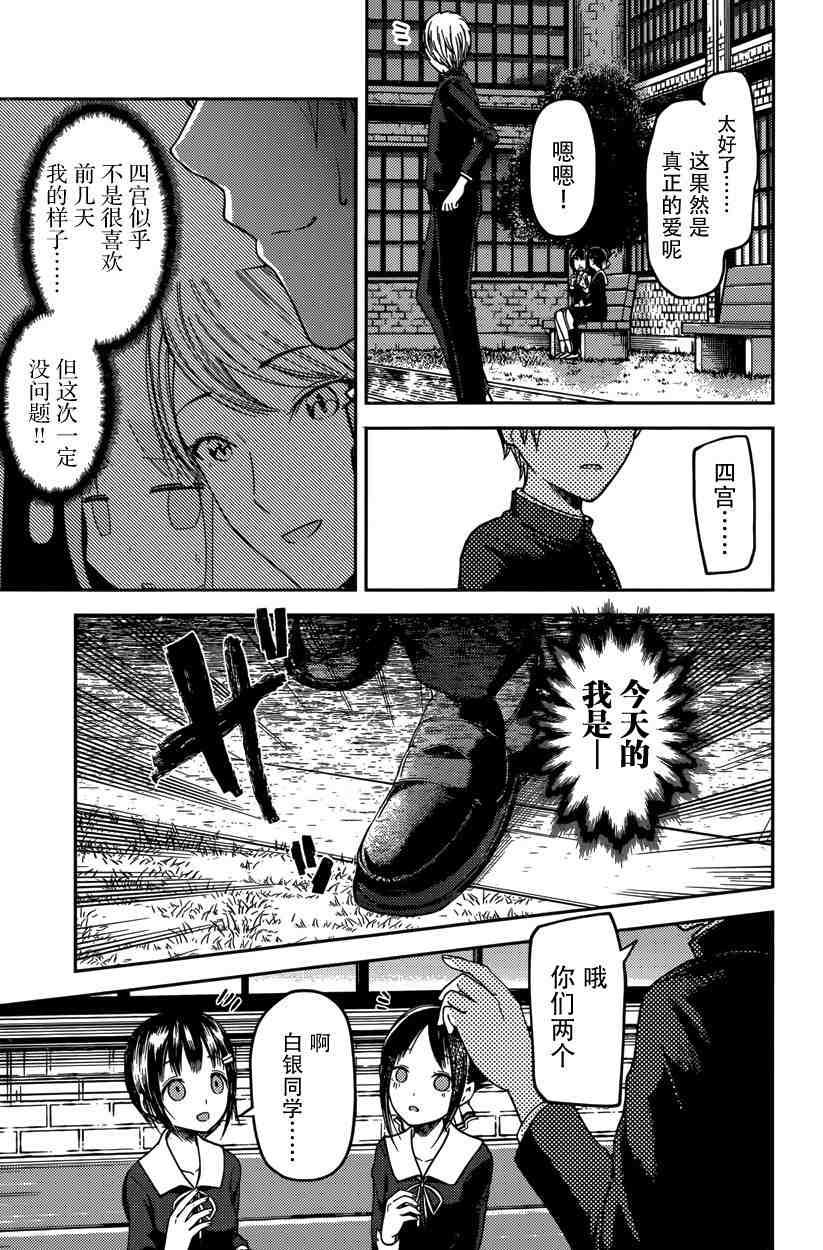 太好了……
这果然是
真正的爱呢
嗯嗯！
四宫……
四宫似乎
不是很喜欢
前几天
我的样子……
但这次一定
没问题!!
今天的
我是—
ザッ
哦
你们两个
啊
白银同学……